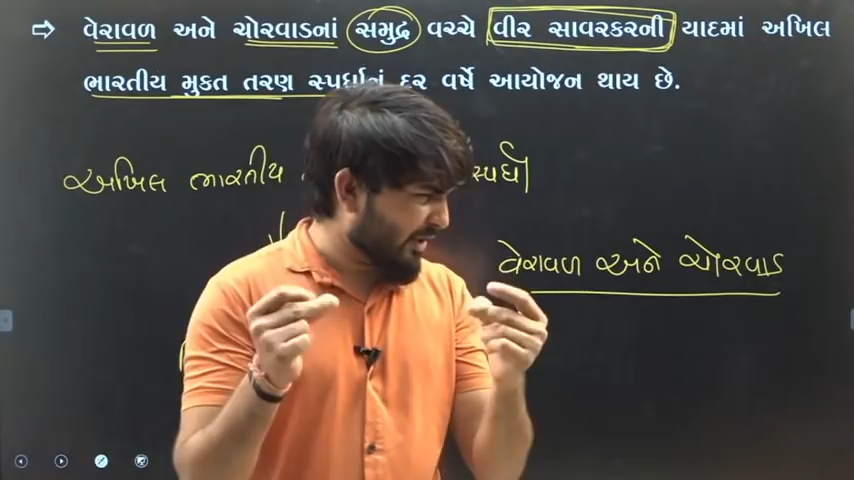 ⇨ વેરાવળ અને ચોરવાડનાં સમુદ્ર વચ્ચે વીર સાવરકરની યાદમાં અખિલ
ભારતીય મુકત તરણ સ્પર્ધાનું દર વર્ષે આયોજન થાય છે.
અખિલ ભારતીય સ્પર્ધા
વેરાવળ અને ચોરવાડ